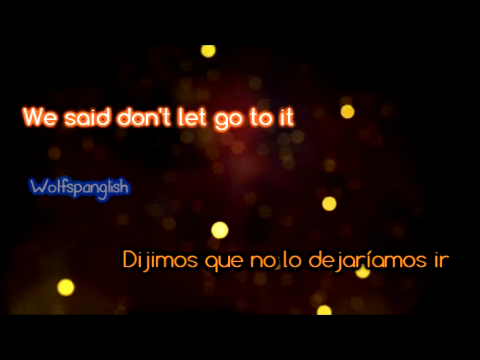 We said don't let go to it
Wolfspanglish
Dijimos que no lo dejaríamos ir